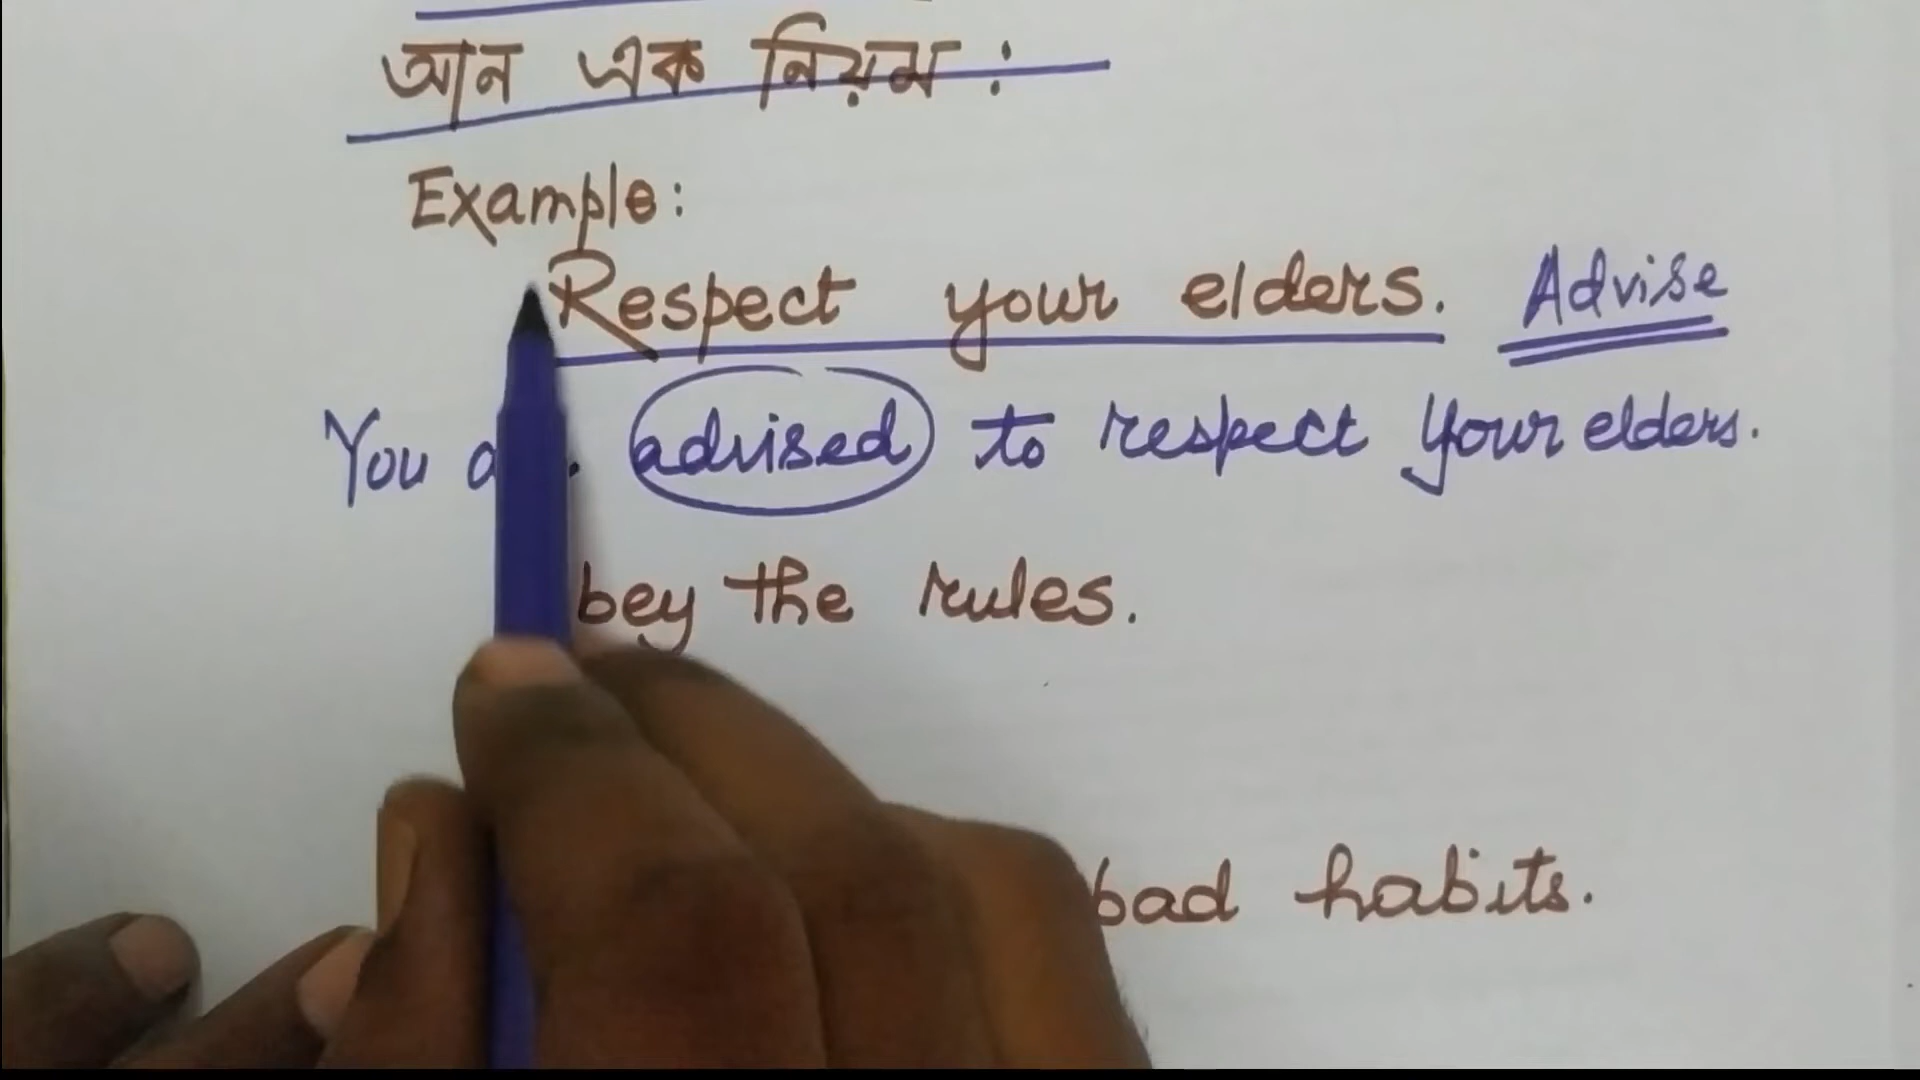 আন এক নিয়ম :
Example:
Respect your elders. Advise
You advised to respect your elders.
bey the rules.
bad habits.